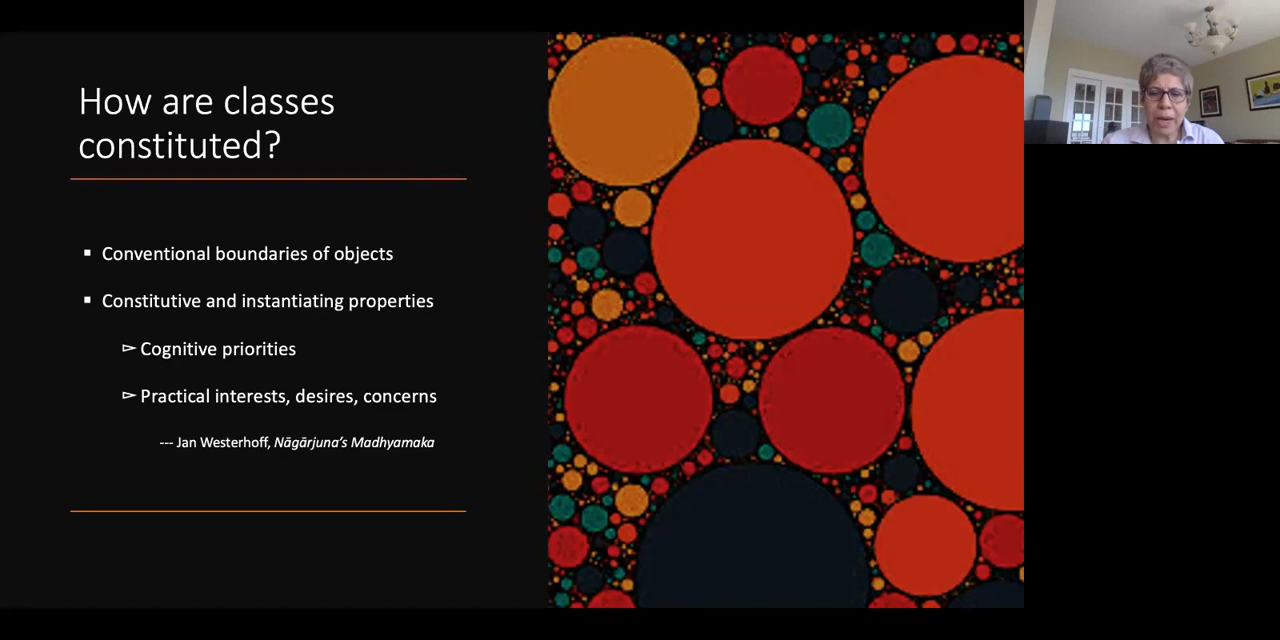 How are classes
constituted?
▪ Conventional boundaries of objects
▪ Constitutive and instantiating properties
➢ Cognitive priorities
➢ Practical interests, desires, concerns
--- Jan Westerhoff, Nāgārjuna’s Madhyamaka